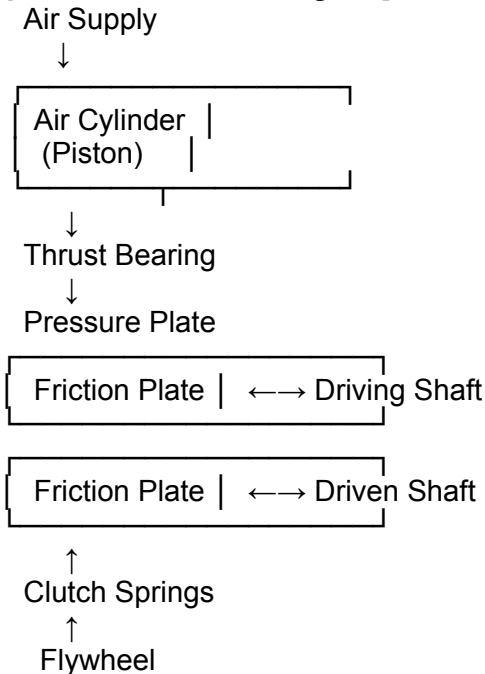 Air Supply
↓
Air Cylinder │
│ (Piston) │
↓
Thrust Bearing
↓
Pressure Plate
│ Friction Plate │ ←→ Driving Shaft
│ Friction Plate │ ←→ Driven Shaft
↑
Clutch Springs
↑
Flywheel